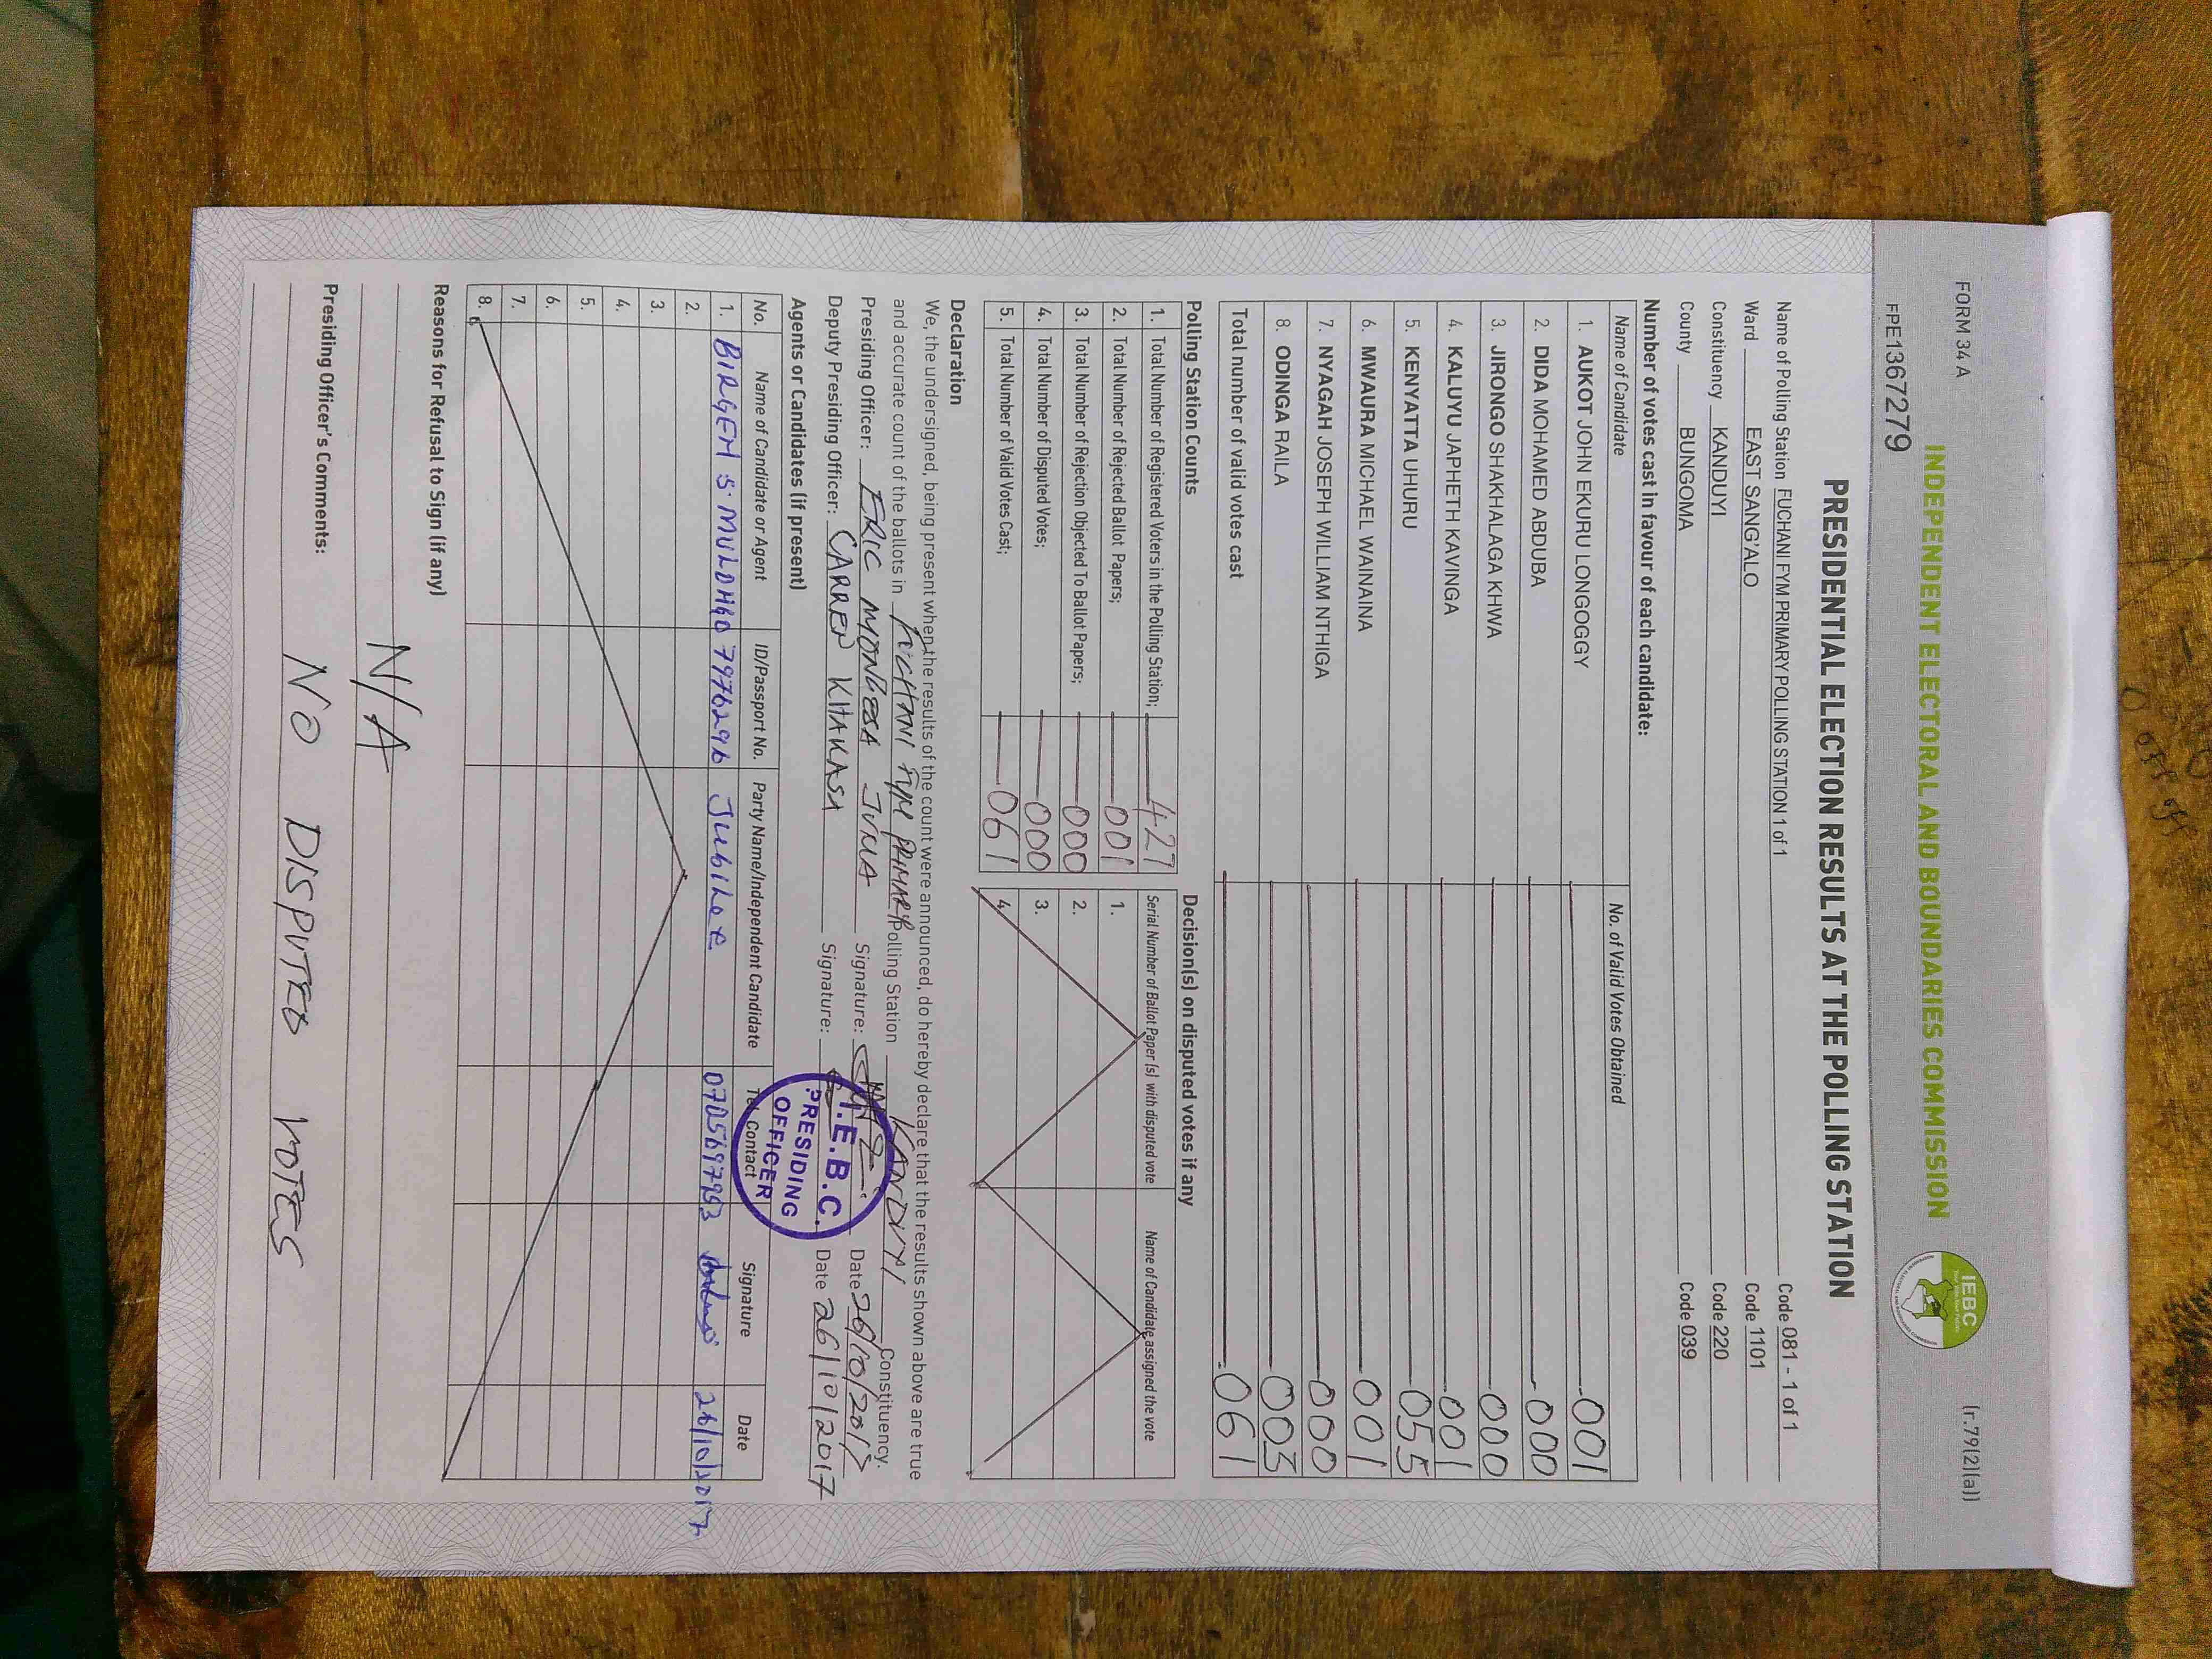 FORM 34 A
(r.79(2)(a))
INDEPENDENT ELECTORAL AND BOUNDARIES COMMISSION
IEBC
FPE1367279
PRESIDENTIAL ELECTION RESULTS AT THE POLLING STATION
Name of Polling Station FUCHANI FYM PRIMARY POLLING STATION 1 of 1 Code 081 - 1 of 1
Ward EAST SANG'ALO Code 1101
Constituency KANDUYI Code 220
County BUNGOMA Code 039
Number of votes cast in favour of each candidate:
Name of Candidate No. of Valid Votes Obtained
1. AUKOT JOHN EKURU LONGOGGY 001
2. DIDA MOHAMED ABDUBA 000
3. JIRONGO SHAKHALAGA KHWA 000
4. KALUYU JAPHETH KAVINGA 001
5. KENYATTA UHURU 055
6. MWAURA MICHAEL WAINAINA 001
7. NYAGAH JOSEPH WILLIAM NTHIGA 000
8. ODINGA RAILA 003
Total number of valid votes cast 061
Polling Station Counts Decision(s) on disputed votes if any
1. Total Number of Registered Voters in the Polling Station; 427 Serial Number of Ballot Paper (s) with disputed vote Name of Candidate assigned the vote
2. Total Number of Rejected Ballot Papers; 001 1.
3. Total Number of Rejection Objected To Ballot Papers; 000 2.
4. Total Number of Disputed Votes; 000 3.
5. Total Number of Valid Votes Cast; 061 4.
Declaration
We, the undersigned, being present when the results of the count were announced, do hereby declare that the results shown above are true
and accurate count of the ballots in FUCHANI FYM PRIMARY Polling Station KANDUYI Constituency.
Presiding Officer: ERIC JUMA Signature: Date 26/10/2017
Deputy Presiding Officer: CARREN KHAKASA Signature: Date 26/10/2017
I.E.B.C.
PRESIDING
OFFICER
Agents or Candidates (if present)
No. Name of Candidate or Agent ID/Passport No. Party Name/Independent Candidate Tel. Contact Signature Date
1. S. Jubilee 26/10/2017
2.
3.
4.
5.
6.
7.
8.
Reasons for Refusal to Sign (if any)
N/A
Presiding Officer's Comments:
NO DISPUTED VOTES